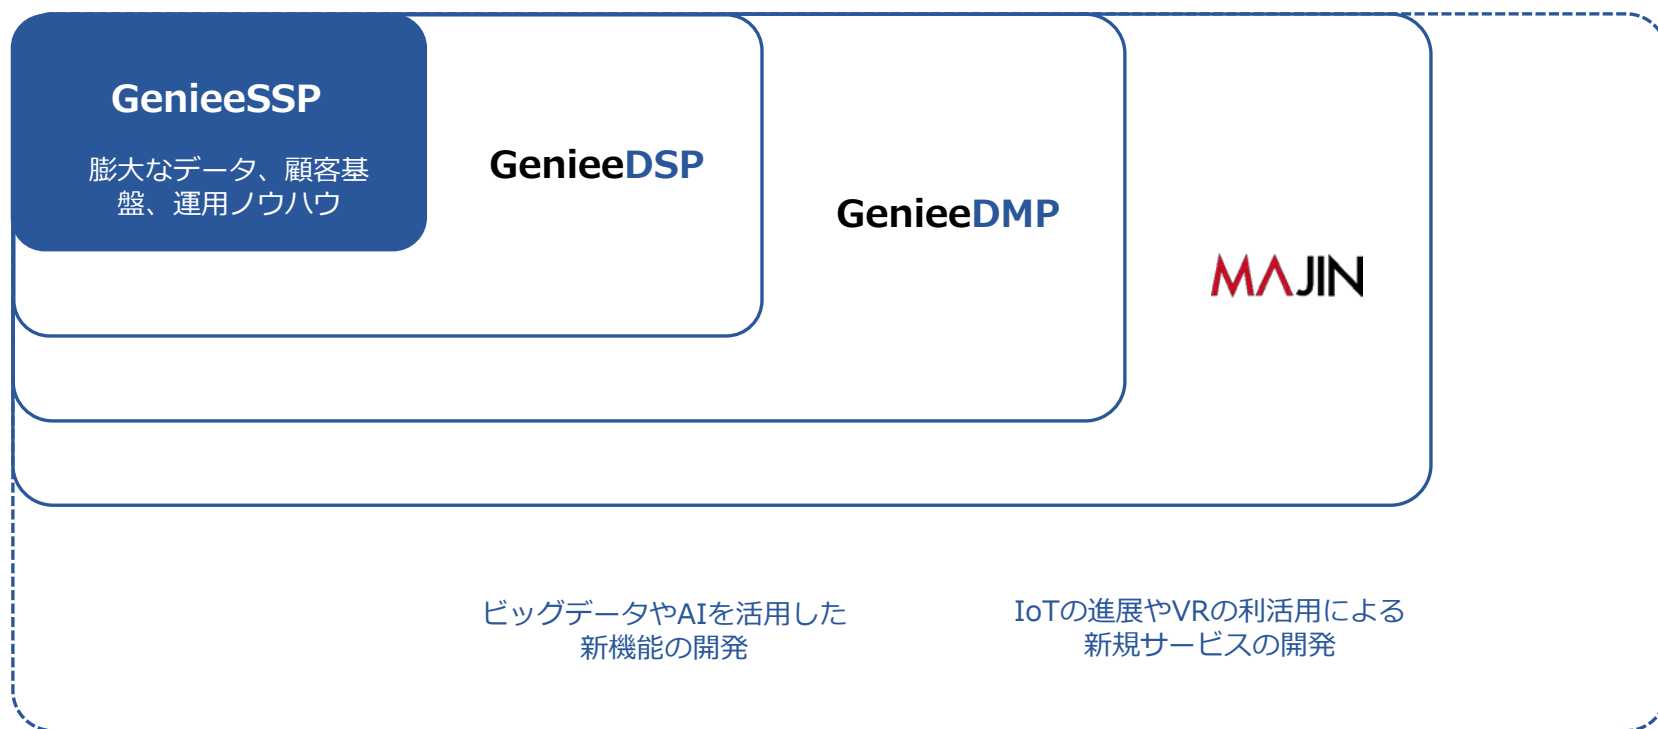 GenieeSSP
膨大なデータ、顧客基
盤、運用ノウハウ
GenieeDSP
GenieeDMP
MAJIN
ビッグデータやAIを活用した
新機能の開発
IoTの進展やVRの利活用による
新規サービスの開発